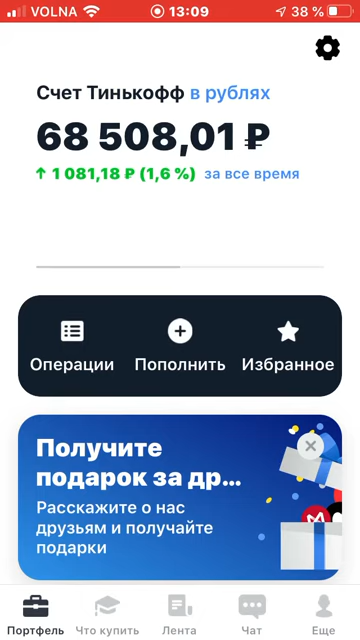 VOLNA 13:09 38 %
Счет Тинькофф в рублях
68 508,01 ₽
↑ 1 081,18 ₽ (1,6 %) за все время
Операции Пополнить Избранное
Получите
подарок за др...
Расскажите о нас
друзьям и получайте
подарки
Портфель Что купить Лента Чат Еще